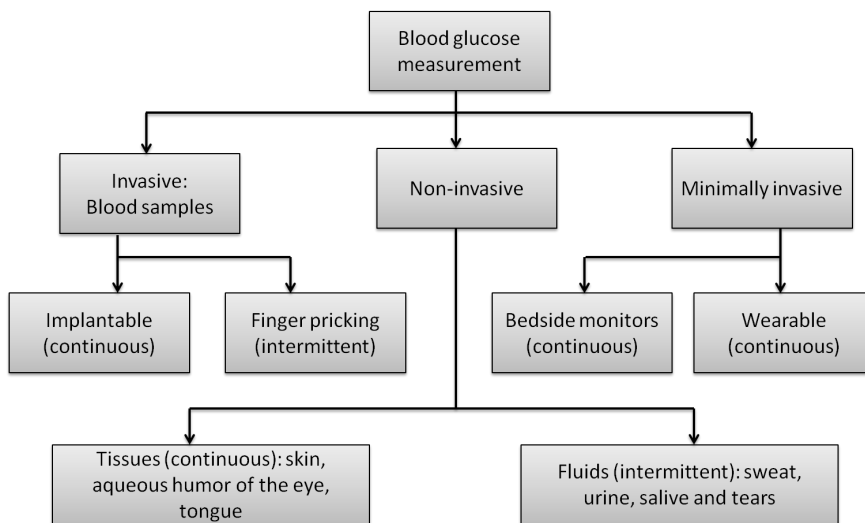 Blood glucose
measurement
Invasive:
Blood samples
Non-invasive
Minimally invasive
Implantable
(continuous)
Finger pricking
(intermittent)
Bedside monitors
(continuous)
Wearable
(continuous)
Tissues (continuous): skin,
aqueous humor of the eye,
tongue
Fluids (intermittent): sweat,
urine, salive and tears